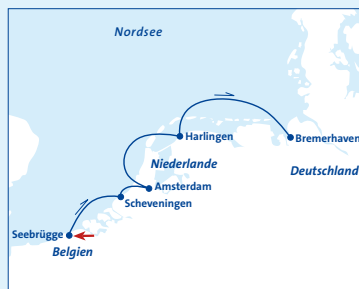 Nordsee
Harlingen
Bremerhaven
Niederlande
Deutschland
Amsterdam
Scheveningen
Seebrügge
Belgien